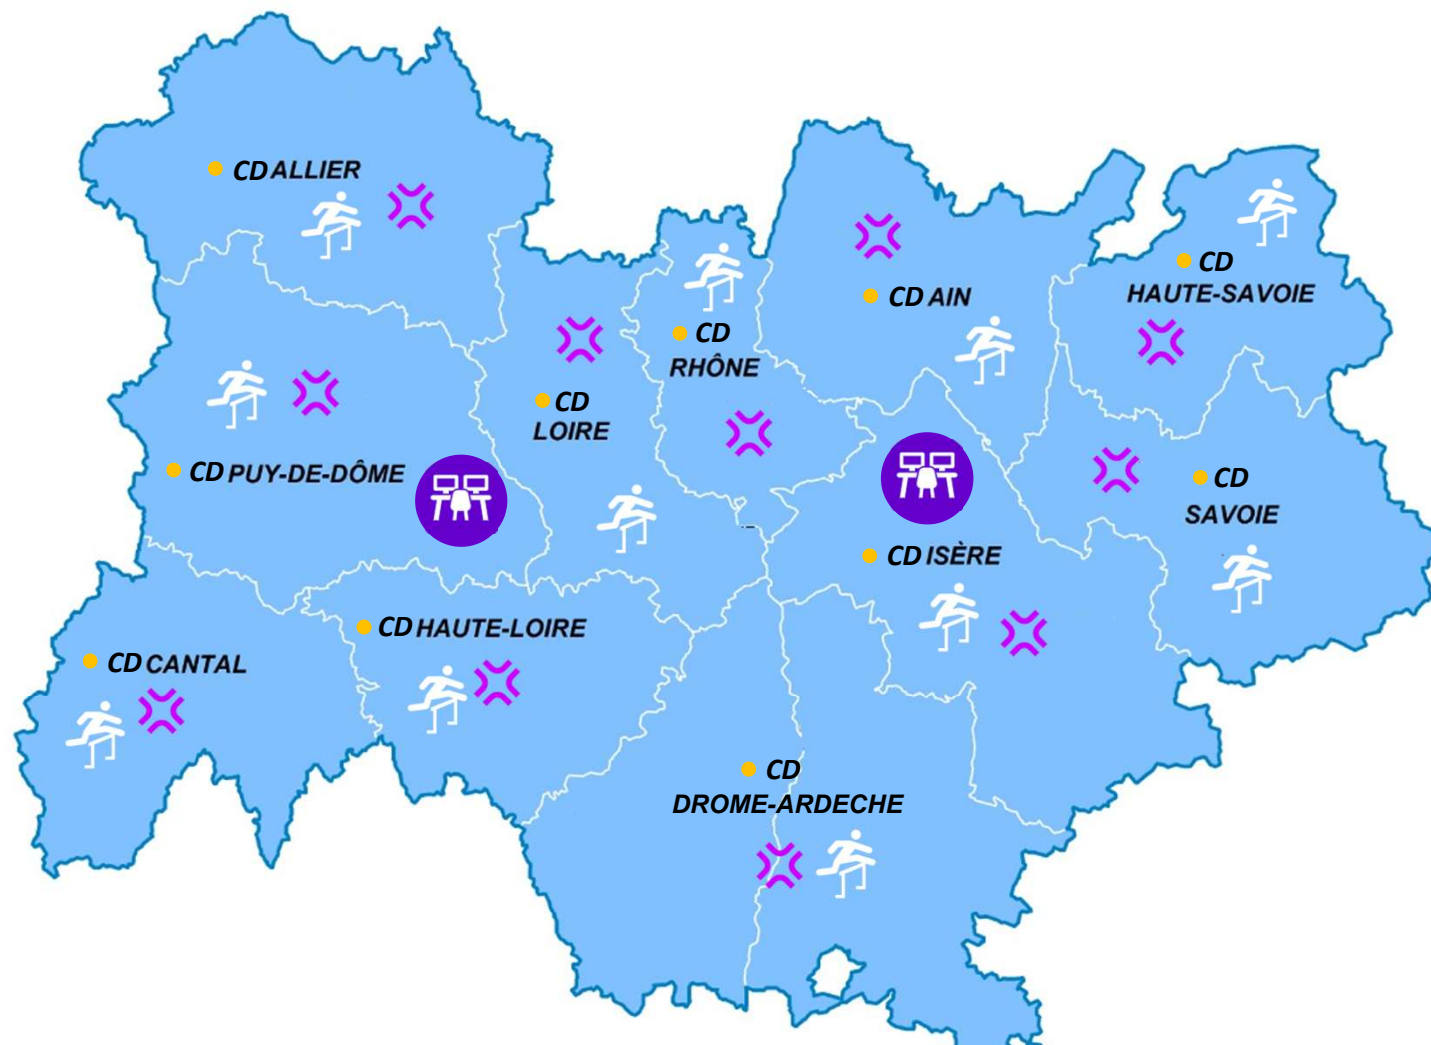 CD ALLIER
CD
HAUTE-SAVOIE
CD AIN
CD
RHÔNE
CD
LOIRE
CD PUY-DE-DÔME
CD
SAVOIE
CD ISÈRE
CD HAUTE-LOIRE
CD CANTAL
CD
DROME-ARDECHE